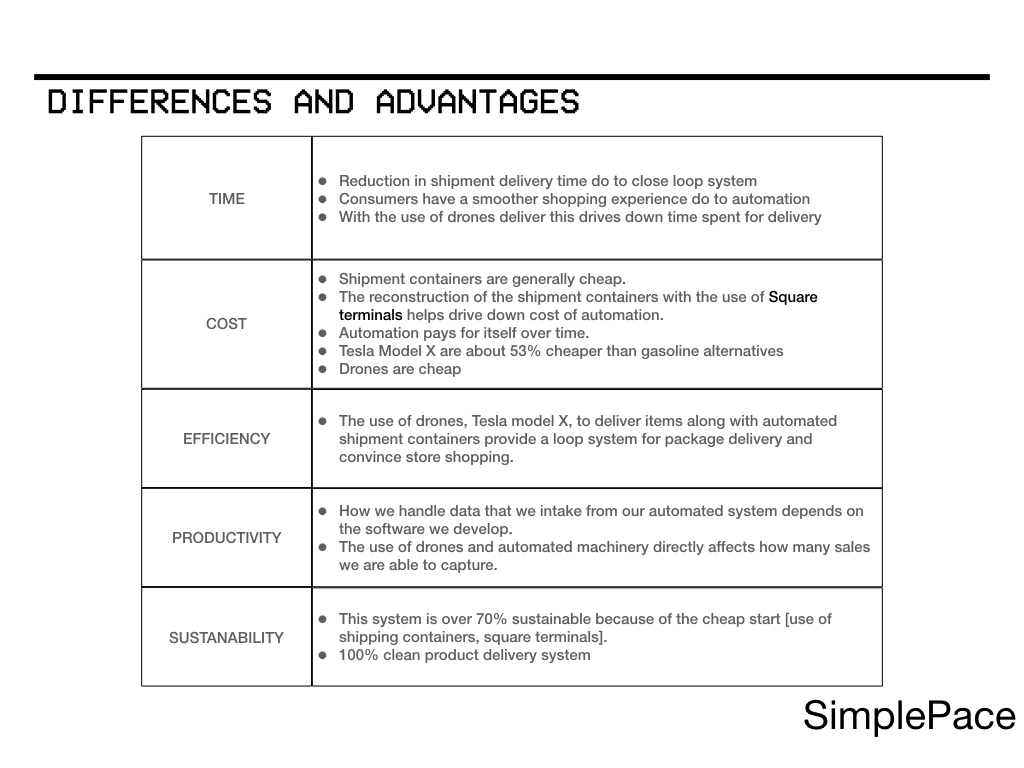 DIFFERENCES AND ADVANTAGES
TIME
● Reduction in shipment delivery time do to close loop system
● Consumers have a smoother shopping experience do to automation
● With the use of drones deliver this drives down time spent for delivery
COST
● Shipment containers are generally cheap.
● The reconstruction of the shipment containers with the use of Square
terminals helps drive down cost of automation.
● Automation pays for itself over time.
● Tesla Model X are about 53% cheaper than gasoline alternatives
● Drones are cheap
EFFICIENCY
● The use of drones, Tesla model X, to deliver items along with automated
shipment containers provide a loop system for package delivery and
convince store shopping.
PRODUCTIVITY
● How we handle data that we intake from our automated system depends on
the software we develop.
● The use of drones and automated machinery directly affects how many sales
we are able to capture.
SUSTANABILITY
● This system is over 70% sustainable because of the cheap start [use of
shipping containers, square terminals].
● 100% clean product delivery system
SimplePace